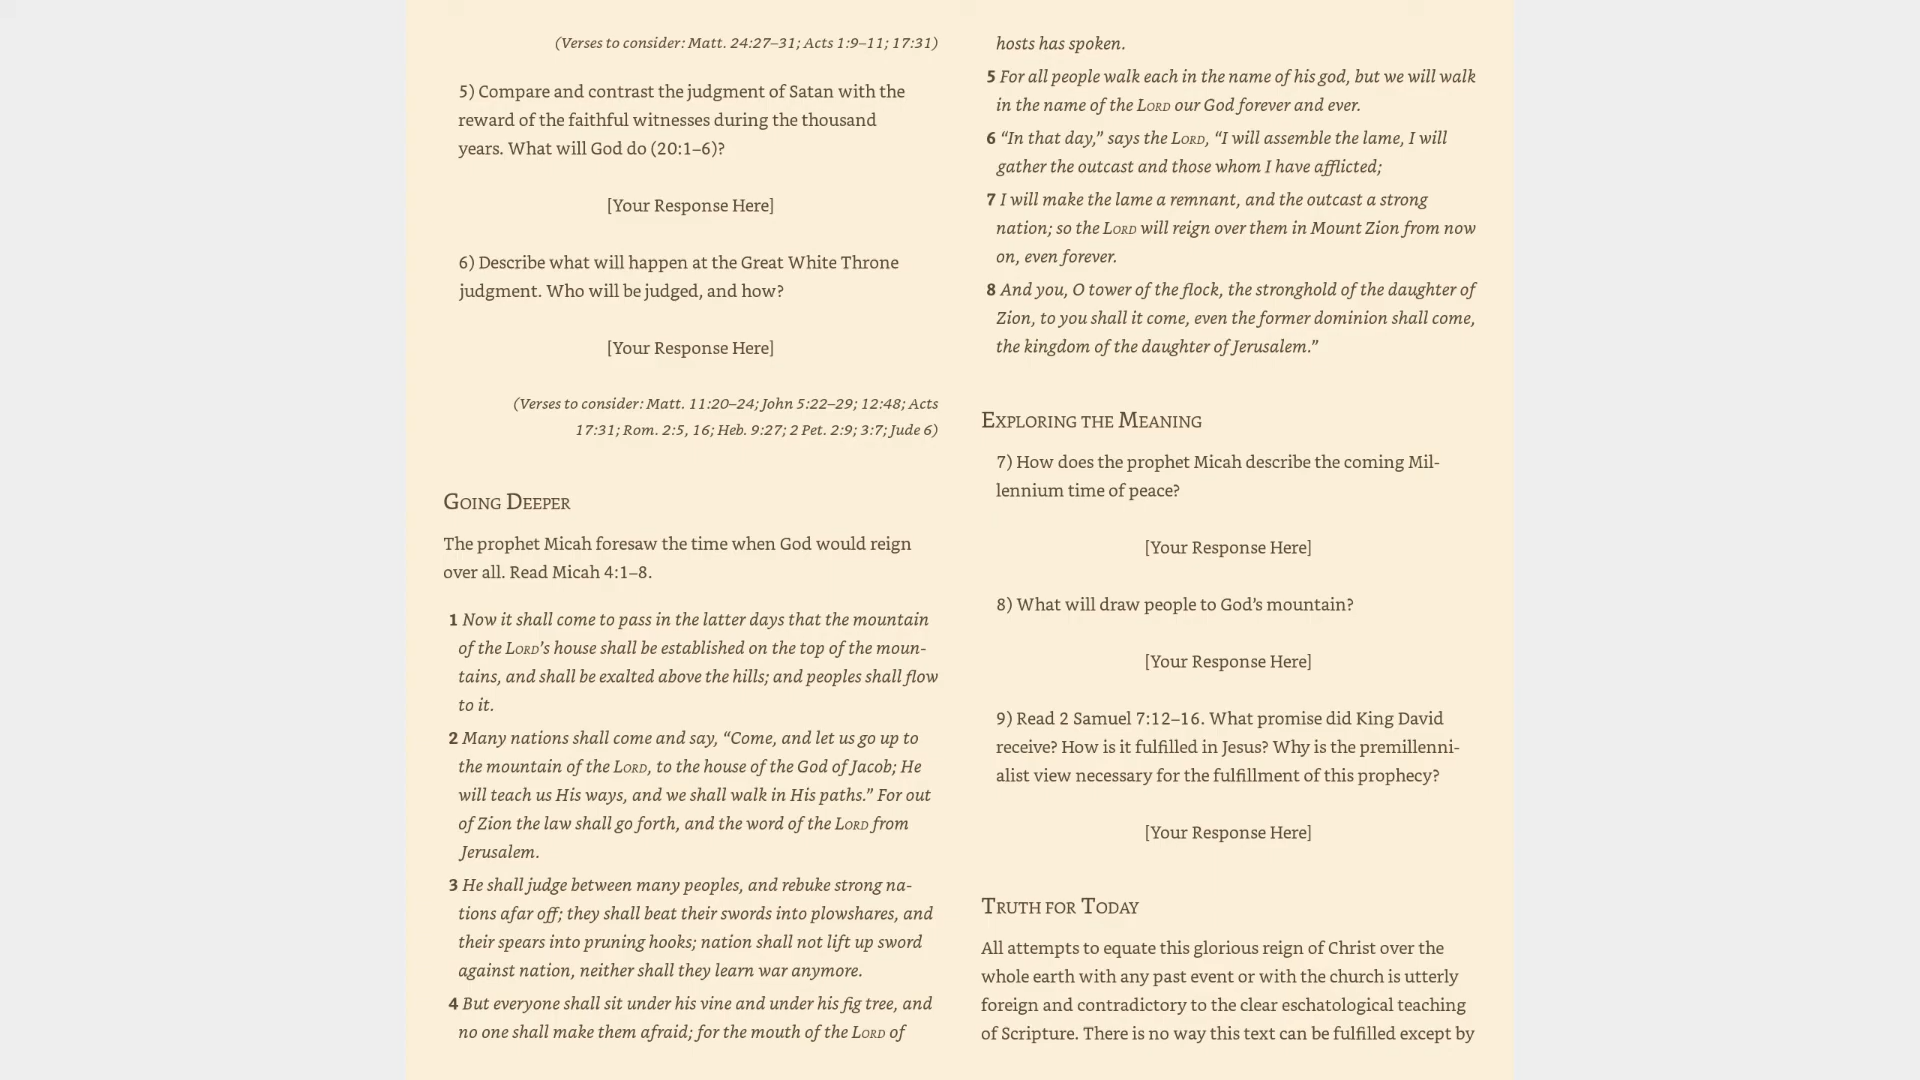 (Verses to consider: Matt. 24:27–31; Acts 1:9–11; 17:31)
5) Compare and contrast the judgment of Satan with the
reward of the faithful witnesses during the thousand
years. What will God do (20:1–6)?
[Your Response Here]
6) Describe what will happen at the Great White Throne
judgment. Who will be judged, and how?
[Your Response Here]
(Verses to consider: Matt. 11:20–24; John 5:22–29; 12:48; Acts
17:31; Rom. 2:5, 16; Heb. 9:27; 2 Pet. 2:9; 3:7; Jude 6)
Going Deeper
The prophet Micah foresaw the time when God would reign
over all. Read Micah 4:1–8.
1 Now it shall come to pass in the latter days that the mountain
of the Lord’s house shall be established on the top of the moun-
tains, and shall be exalted above the hills; and peoples shall flow
to it.
2 Many nations shall come and say, “Come, and let us go up to
the mountain of the Lord, to the house of the God of Jacob; He
will teach us His ways, and we shall walk in His paths.” For out
of Zion the law shall go forth, and the word of the Lord from
Jerusalem.
3 He shall judge between many peoples, and rebuke strong na-
tions afar off; they shall beat their swords into plowshares, and
their spears into pruning hooks; nation shall not lift up sword
against nation, neither shall they learn war anymore.
4 But everyone shall sit under his vine and under his fig tree, and
no one shall make them afraid; for the mouth of the Lord of
hosts has spoken.
5 For all people walk each in the name of his god, but we will walk
in the name of the Lord our God forever and ever.
6 “In that day,” says the Lord, “I will assemble the lame, I will
gather the outcast and those whom I have afflicted;
7 I will make the lame a remnant, and the outcast a strong
nation; so the Lord will reign over them in Mount Zion from now
on, even forever.
8 And you, O tower of the flock, the stronghold of the daughter of
Zion, to you shall it come, even the former dominion shall come,
the kingdom of the daughter of Jerusalem.”
Exploring the Meaning
7) How does the prophet Micah describe the coming Mil-
lennium time of peace?
[Your Response Here]
8) What will draw people to God’s mountain?
[Your Response Here]
9) Read 2 Samuel 7:12–16. What promise did King David
receive? How is it fulfilled in Jesus? Why is the premillenni-
alist view necessary for the fulfillment of this prophecy?
[Your Response Here]
Truth for Today
All attempts to equate this glorious reign of Christ over the
whole earth with any past event or with the church is utterly
foreign and contradictory to the clear eschatological teaching
of Scripture. There is no way this text can be fulfilled except by